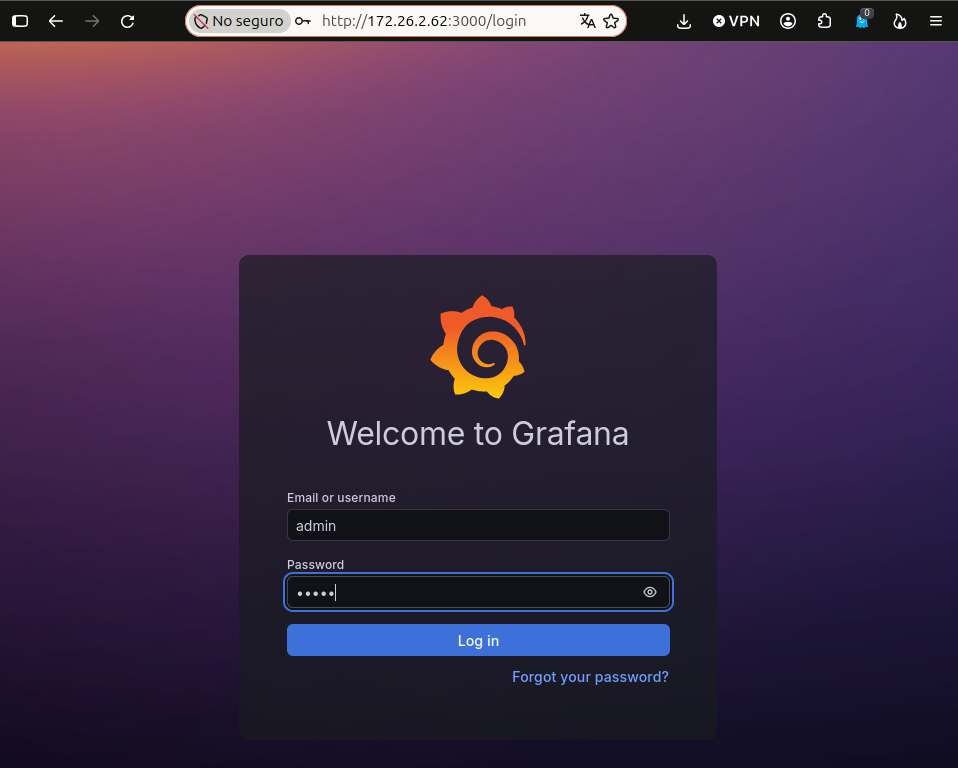 No seguro
http://172.26.2.62:3000/login
VPN
0
Welcome to Grafana
Email or username
admin
Password
•••••
Log in
Forgot your password?